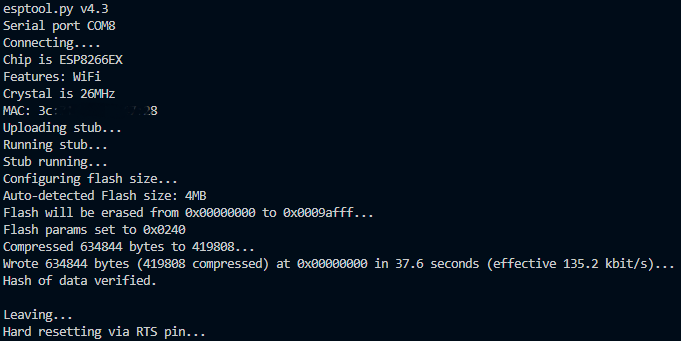 esptool.py v4.3
Serial port COM8
Connecting....
Chip is ESP8266EX
Features: WiFi
Crystal is 26MHz
MAC: 3c: 28
Uploading stub...
Running stub...
Stub running...
Configuring flash size...
Auto-detected Flash size: 4MB
Flash will be erased from 0x00000000 to 0x0009afff...
Flash params set to 0x0240
Compressed 634844 bytes to 419808...
Wrote 634844 bytes (419808 compressed) at 0x00000000 in 37.6 seconds (effective 135.2 kbit/s)...
Hash of data verified.
Leaving...
Hard resetting via RTS pin...